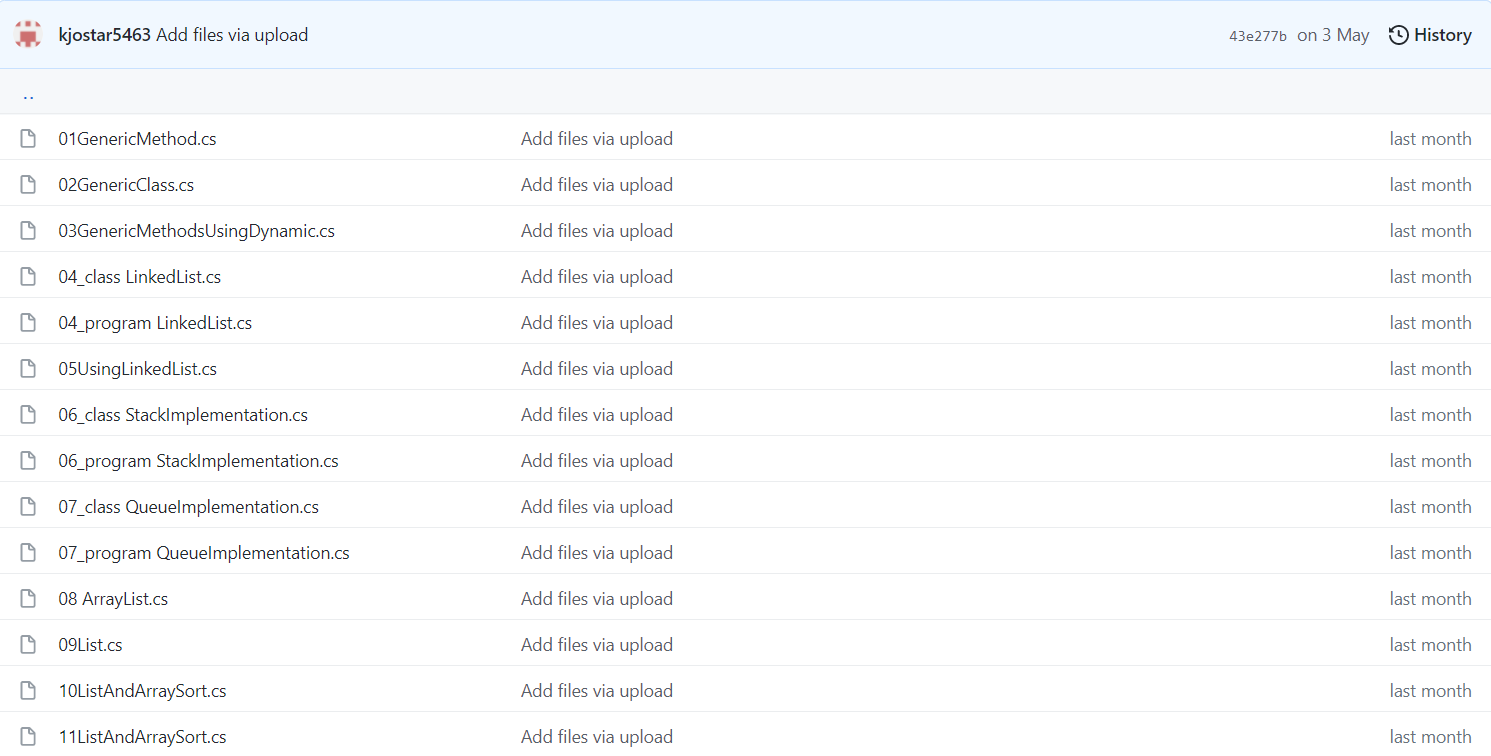 kjostar5463 Add files via upload 43e277b on 3 May History
..
01GenericMethod.cs Add files via upload last month
02GenericClass.cs Add files via upload last month
03GenericMethodsUsingDynamic.cs Add files via upload last month
04_class LinkedList.cs Add files via upload last month
04_program LinkedList.cs Add files via upload last month
05UsingLinkedList.cs Add files via upload last month
06_class StackImplementation.cs Add files via upload last month
06_program StackImplementation.cs Add files via upload last month
07_class QueueImplementation.cs Add files via upload last month
07_program QueueImplementation.cs Add files via upload last month
08 ArrayList.cs Add files via upload last month
09List.cs Add files via upload last month
10ListAndArraySort.cs Add files via upload last month
11ListAndArraySort.cs Add files via upload last month